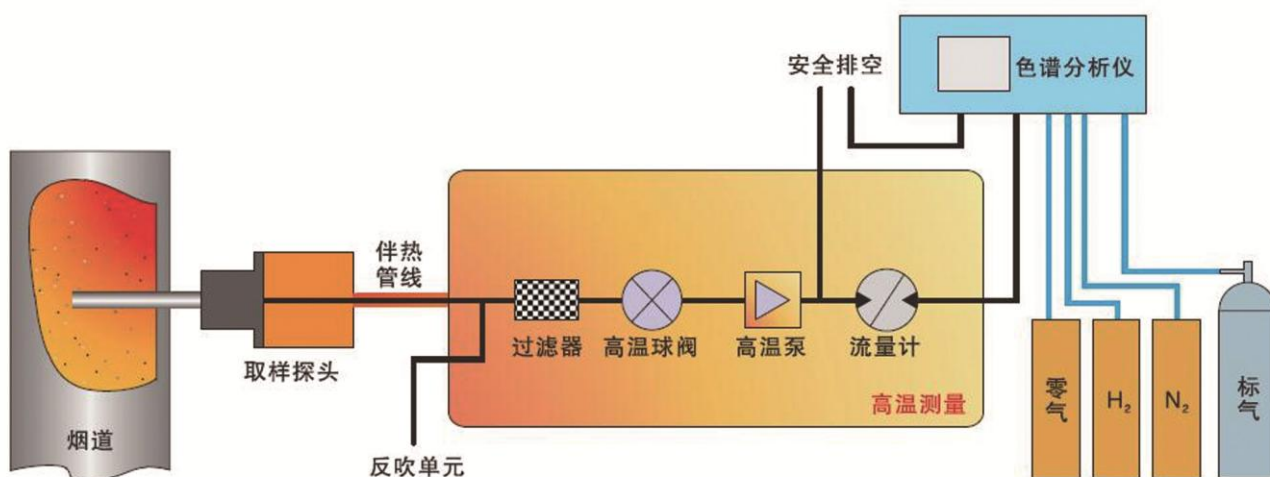 安全排空
色谱分析仪
伴热
管线
过滤器
高温球阀
高温泵
流量计
取样探头
高温测量
烟道
反吹单元
零气
H₂
N₂
标气